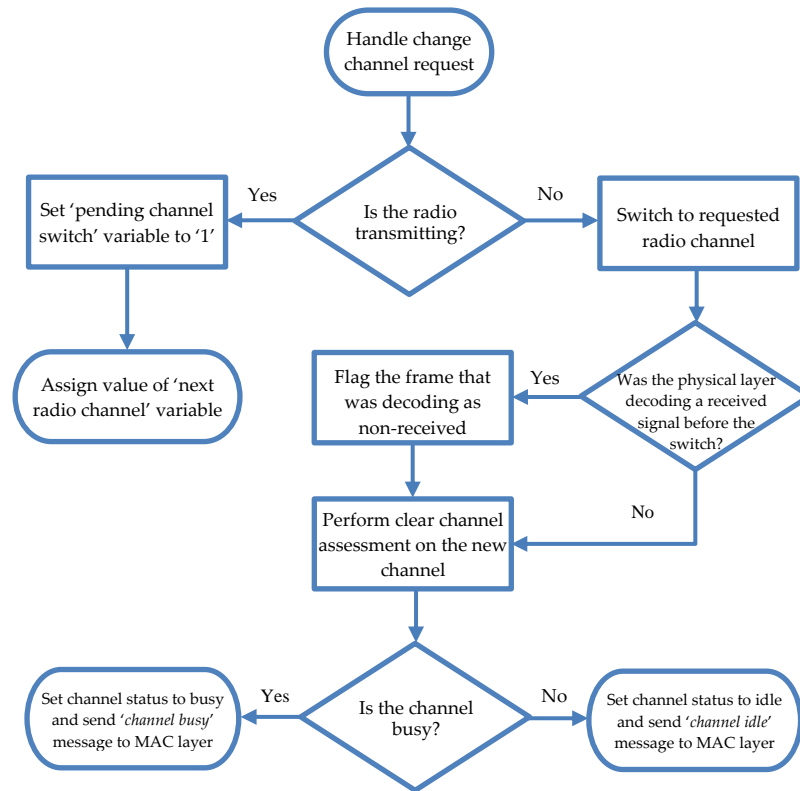 Handle change
channel request
Yes
No
Set ‘pending channel
switch’ variable to ‘1’
Is the radio
transmitting?
Switch to requested
radio channel
Assign value of ‘next
radio channel’ variable
Flag the frame that
was decoding as
non-received
Yes
Was the physical layer
decoding a received
signal before the
switch?
No
Perform clear channel
assessment on the new
channel
Set channel status to busy
and send ‘channel busy’
message to MAC layer
Yes
Is the channel
busy?
No
Set channel status to idle
and send ‘channel idle’
message to MAC layer